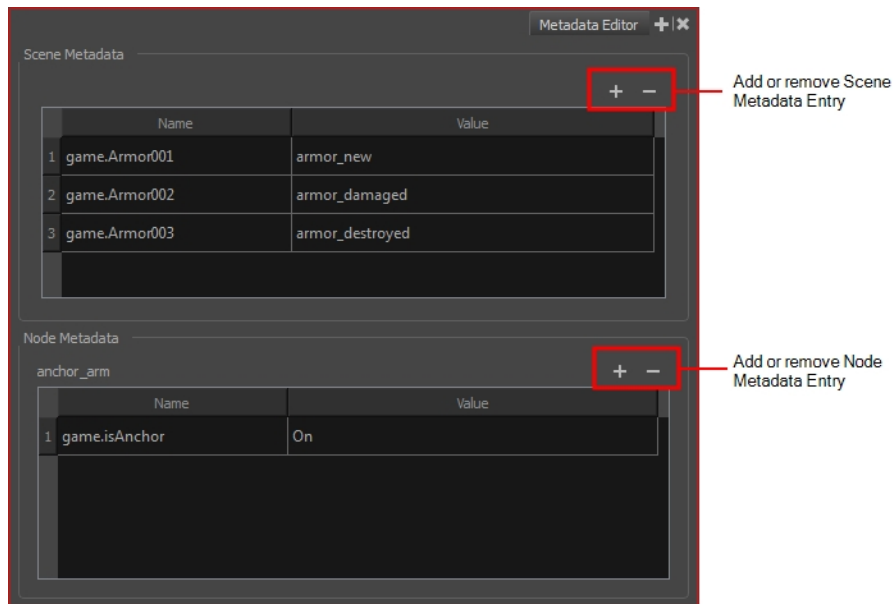 Metadata Editor
Scene Metadata
Add or remove Scene
Metadata Entry
Name Value
1 game.Armor001 armor_new
2 game.Armor002 armor_damaged
3 game.Armor003 armor_destroyed
Node Metadata
anchor_arm
Add or remove Node
Metadata Entry
Name Value
1 game.isAnchor On